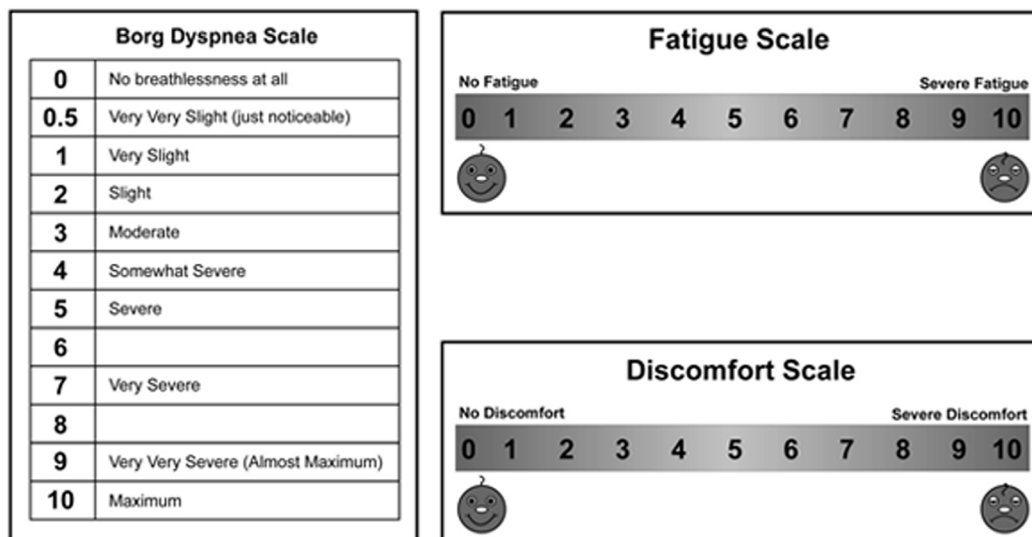 Borg Dyspnea Scale
0 No breathlessness at all
0.5 Very Very Slight (just noticeable)
1 Very Slight
2 Slight
3 Moderate
4 Somewhat Severe
5 Severe
6
7 Very Severe
8
9 Very Very Severe (Almost Maximum)
10 Maximum
Fatigue Scale
No Fatigue Severe Fatigue
0 1 2 3 4 5 6 7 8 9 10
Discomfort Scale
No Discomfort Severe Discomfort
0 1 2 3 4 5 6 7 8 9 10